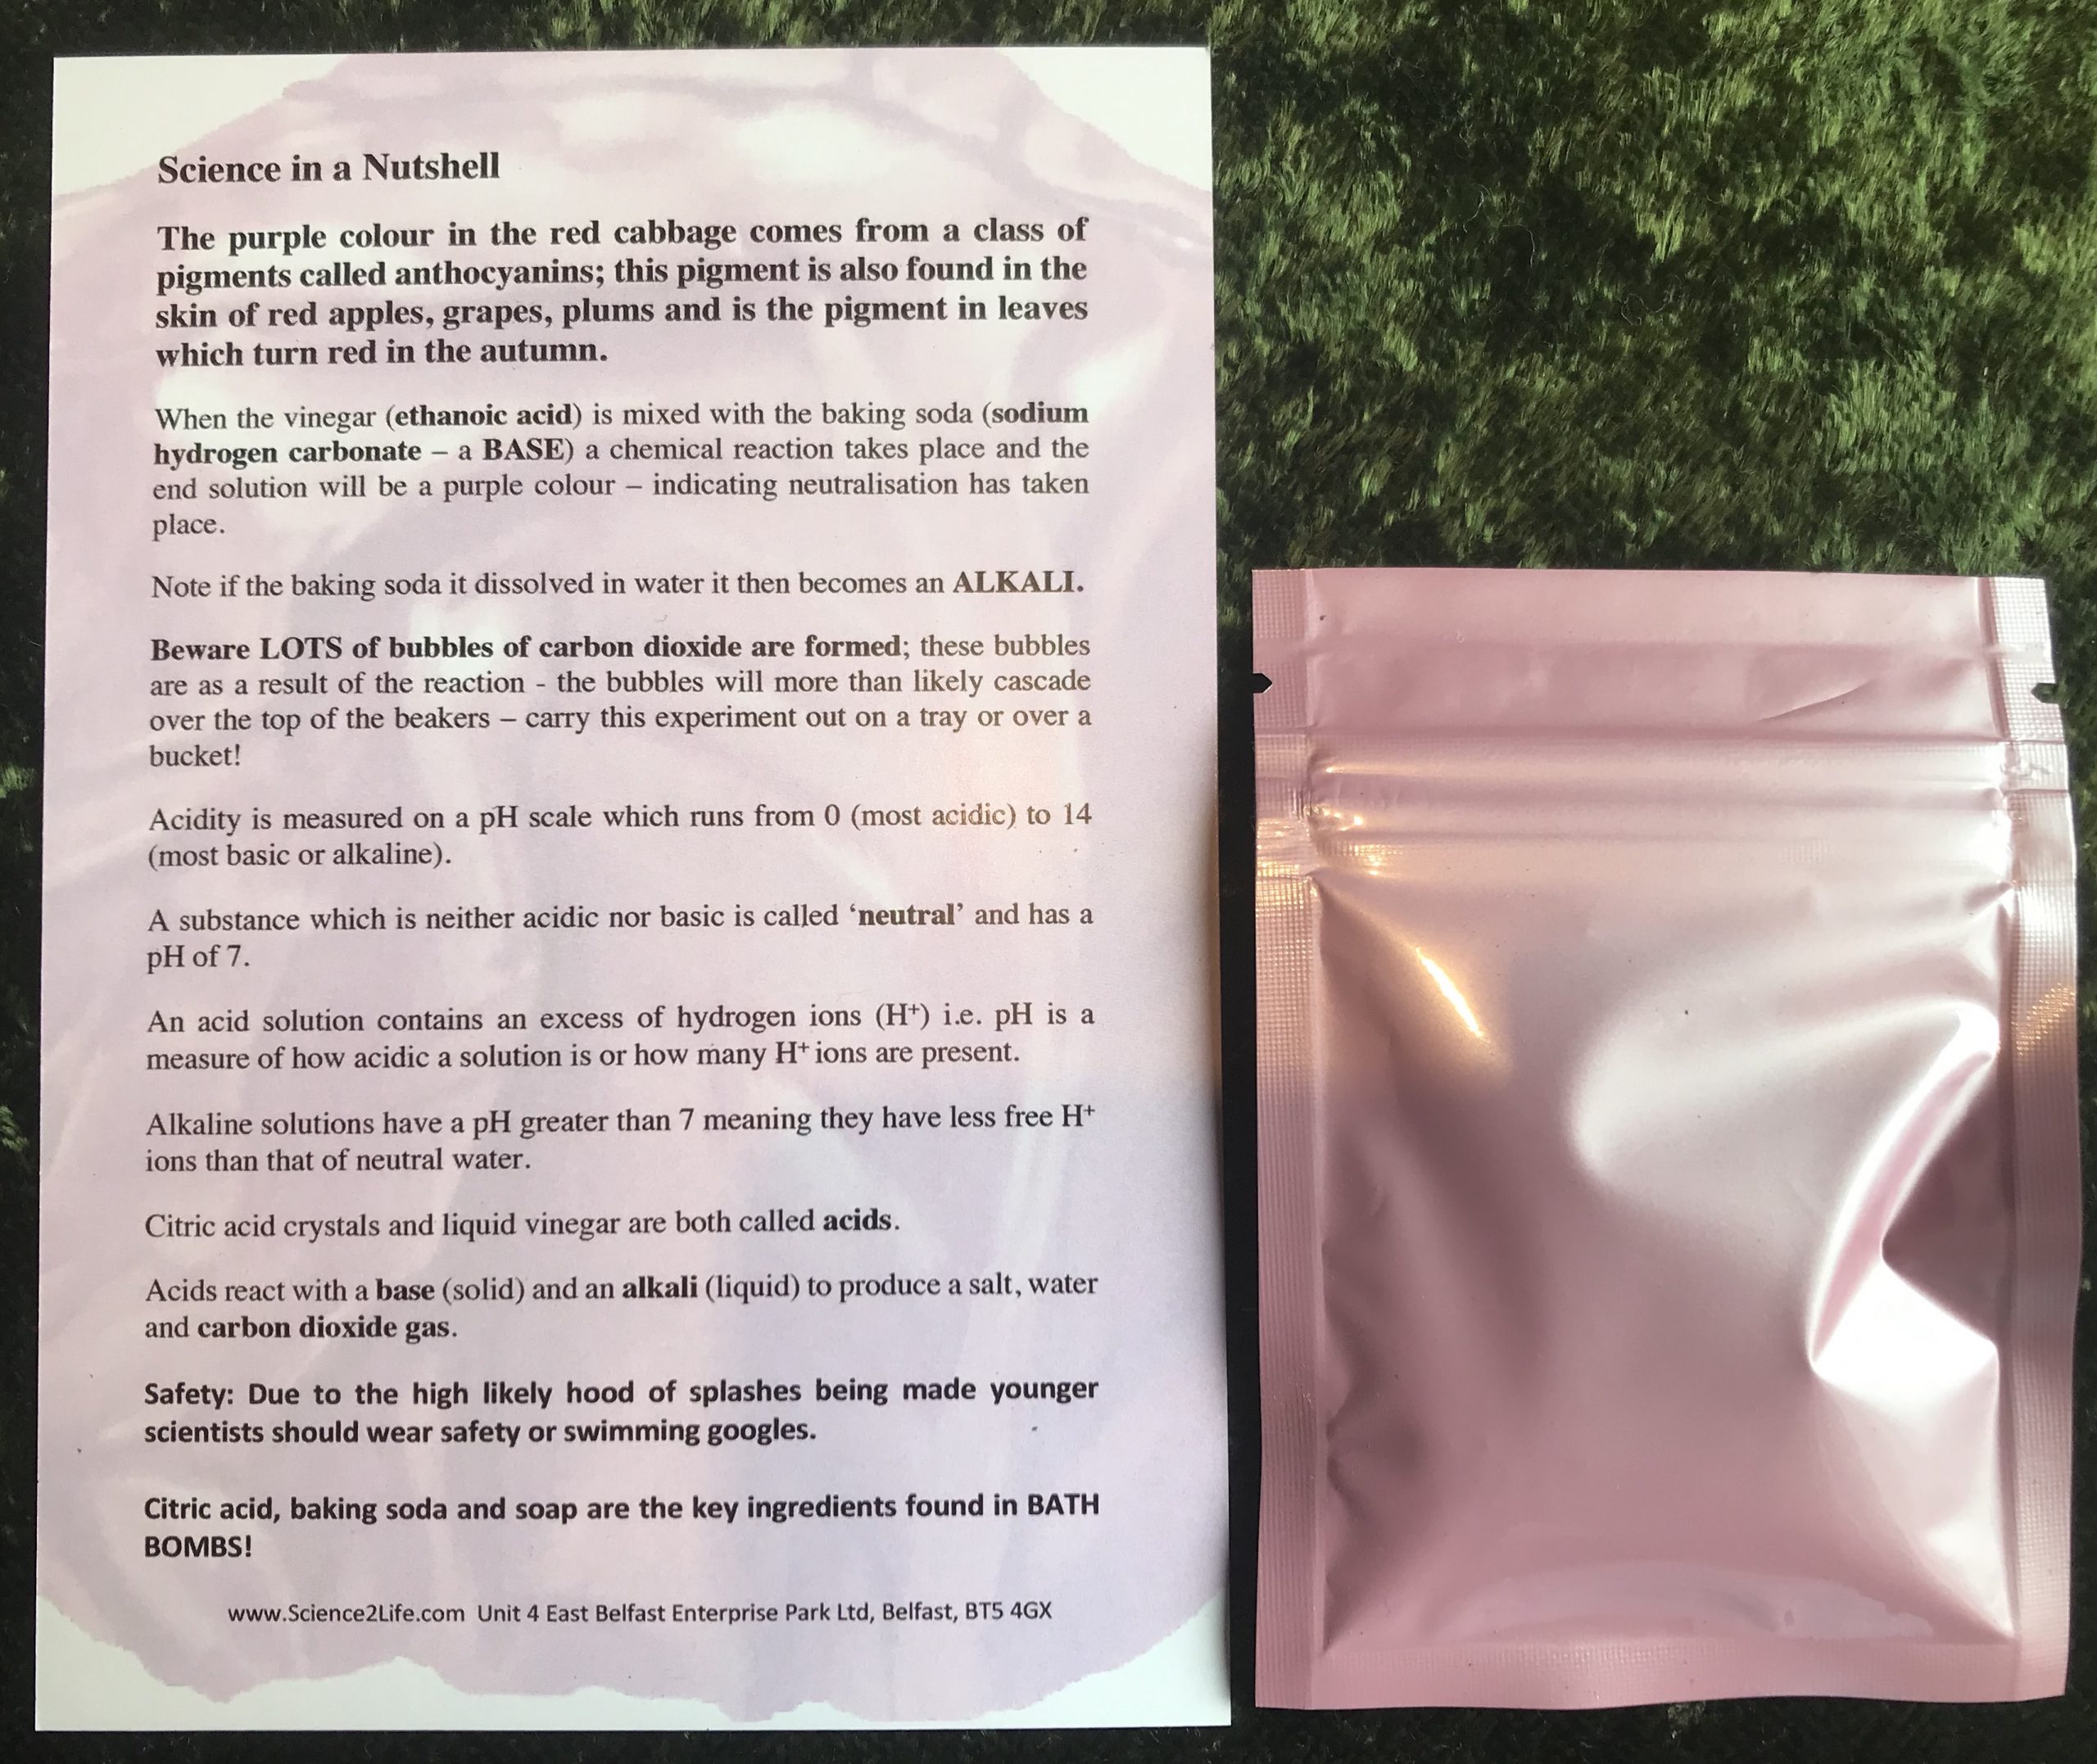 Science in a Nutshell
The purple colour in the red cabbage comes from a class of
pigments called anthocyanins; this pigment is also found in the
skin of red apples, grapes, plums and is the pigment in leaves
which turn red in the autumn.
When the vinegar (ethanoic acid) is mixed with the baking soda (sodium
hydrogen carbonate – a BASE) a chemical reaction takes place and the
end solution will be a purple colour – indicating neutralisation has taken
place.
Note if the baking soda it dissolved in water it then becomes an ALKALI.
Beware LOTS of bubbles of carbon dioxide are formed; these bubbles
are as a result of the reaction - the bubbles will more than likely cascade
over the top of the beakers – carry this experiment out on a tray or over a
bucket!
Acidity is measured on a pH scale which runs from 0 (most acidic) to 14
(most basic or alkaline).
A substance which is neither acidic nor basic is called ‘neutral’ and has a
pH of 7.
An acid solution contains an excess of hydrogen ions (H⁺) i.e. pH is a
measure of how acidic a solution is or how many H⁺ ions are present.
Alkaline solutions have a pH greater than 7 meaning they have less free H⁺
ions than that of neutral water.
Citric acid crystals and liquid vinegar are both called acids.
Acids react with a base (solid) and an alkali (liquid) to produce a salt, water
and carbon dioxide gas.
Safety: Due to the high likely hood of splashes being made younger
scientists should wear safety or swimming googles.
Citric acid, baking soda and soap are the key ingredients found in BATH
BOMBS!
www.Science2Life.com Unit 4 East Belfast Enterprise Park Ltd, Belfast, BT5 4GX